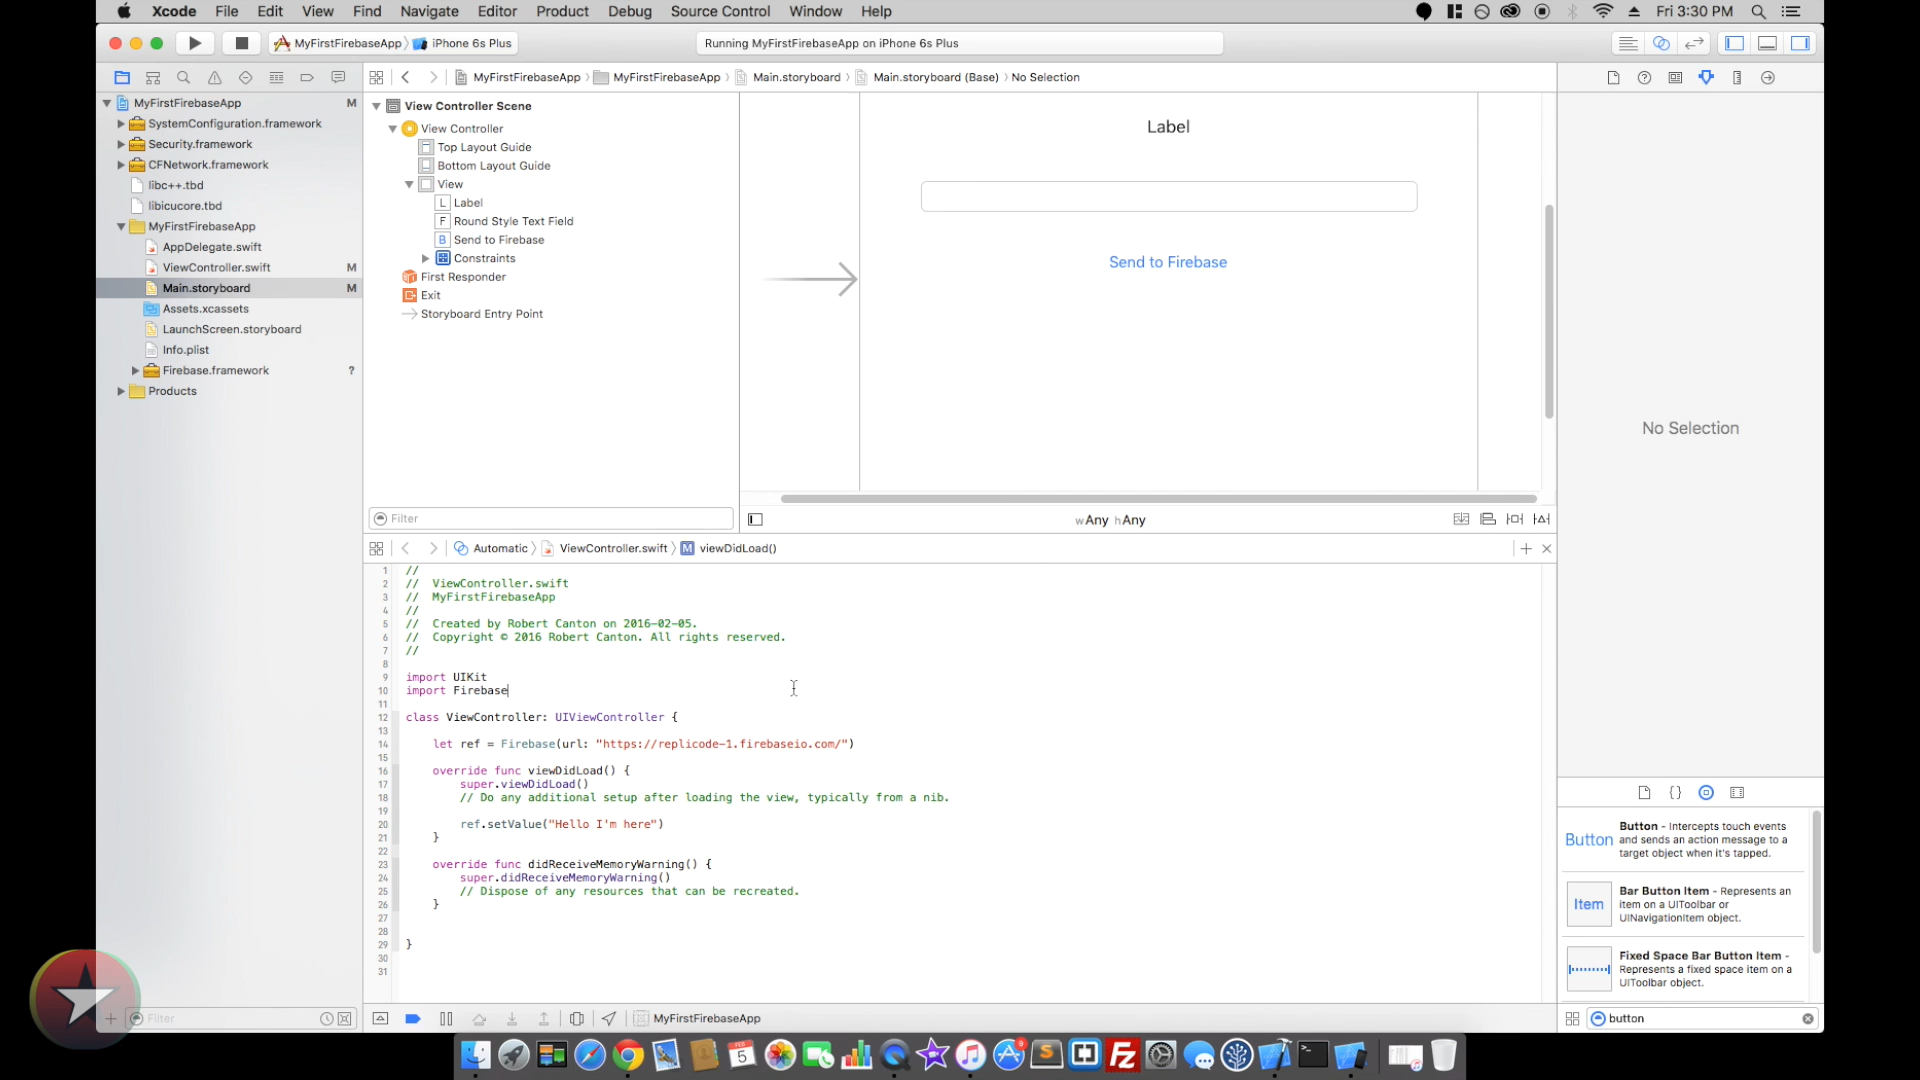 Xcode File Edit View Find Navigate Editor Product Debug Source Control Window Help
Fri 3:30 PM
MyFirstFirebaseApp iPhone 6s Plus
Running MyFirstFirebaseApp on iPhone 6s Plus
MyFirstFirebaseApp MyFirstFirebaseApp Main.storyboard Main.storyboard (Base) No Selection
MyFirstFirebaseApp M
SystemConfiguration.framework
Security.framework
CFNetwork.framework
libc++.tbd
libicucore.tbd
MyFirstFirebaseApp
AppDelegate.swift
ViewController.swift M
Main.storyboard M
Assets.xcassets
LaunchScreen.storyboard
Info.plist
Firebase.framework ?
Products
Filter
View Controller Scene
View Controller
Top Layout Guide
Bottom Layout Guide
View
L Label
F Round Style Text Field
B Send to Firebase
Constraints
First Responder
Exit
Storyboard Entry Point
Filter
Label
Send to Firebase
wAny hAny
No Selection
Automatic ViewController.swift M viewDidLoad()
1 //
2 // ViewController.swift
3 // MyFirstFirebaseApp
4 //
5 // Created by Robert Canton on 2016-02-05.
6 // Copyright © 2016 Robert Canton. All rights reserved.
7 //
8
9 import UIKit
10 import Firebase
11
12 class ViewController: UIViewController {
13
14 let ref = Firebase(url: "https://replicode-1.firebaseio.com/")
15
16 override func viewDidLoad() {
17 super.viewDidLoad()
18 // Do any additional setup after loading the view, typically from a nib.
19
20 ref.setValue("Hello I'm here")
21 }
22
23 override func didReceiveMemoryWarning() {
24 super.didReceiveMemoryWarning()
25 // Dispose of any resources that can be recreated.
26 }
27
28
29 }
30
31
MyFirstFirebaseApp
{ }
Button
Button - Intercepts touch events
and sends an action message to a
target object when it's tapped.
Item
Bar Button Item - Represents an
item on a UIToolbar or
UINavigationItem object.
Fixed Space Bar Button Item -
Represents a fixed space item on a
UIToolbar object.
button
FEB
5
S
FZ